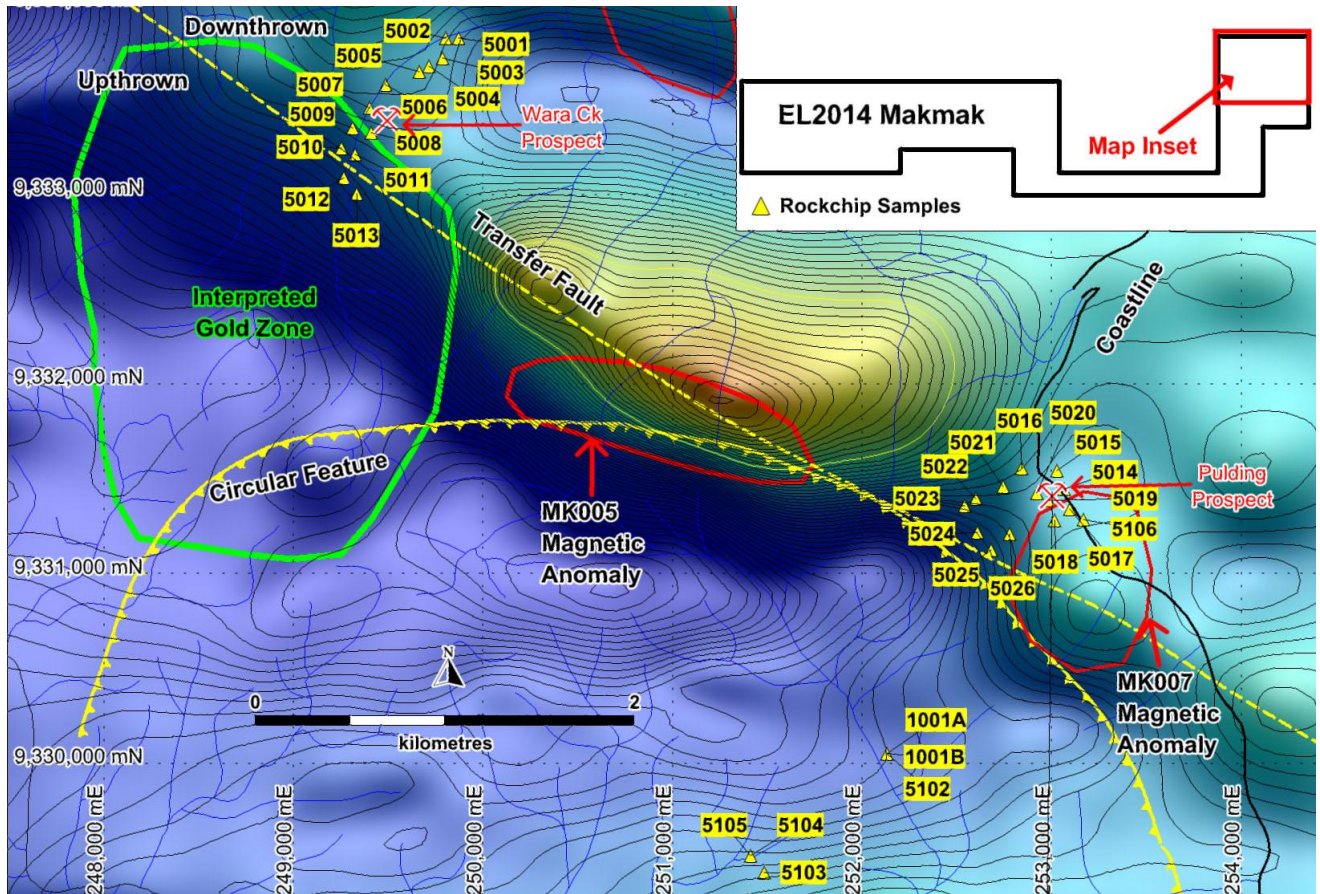 Downthrown
Upthrown
5002
5001
5005
5003
5007
5004
5006
5009
Wara Ck
Prospect
5008
5010
5011
9,333,000 mN
5012
5013
Transfer Fault
Interpreted
Gold Zone
9,332,000 mN
Circular Feature
MK005
Magnetic
Anomaly
9,331,000 mN
N
0
2
kilometres
9,330,000 mN
248,000 mE
249,000 mE
250,000 mE
251,000 mE
252,000 mE
253,000 mE
254,000 mE
EL2014 Makmak
Map Inset
Rockchip Samples
Coastline
5016
5020
5021
5015
5022
5014
Pulding
Prospect
5023
5019
5024
5106
5025
5018
5017
5026
MK007
Magnetic
Anomaly
1001A
1001B
5102
5105
5104
5103